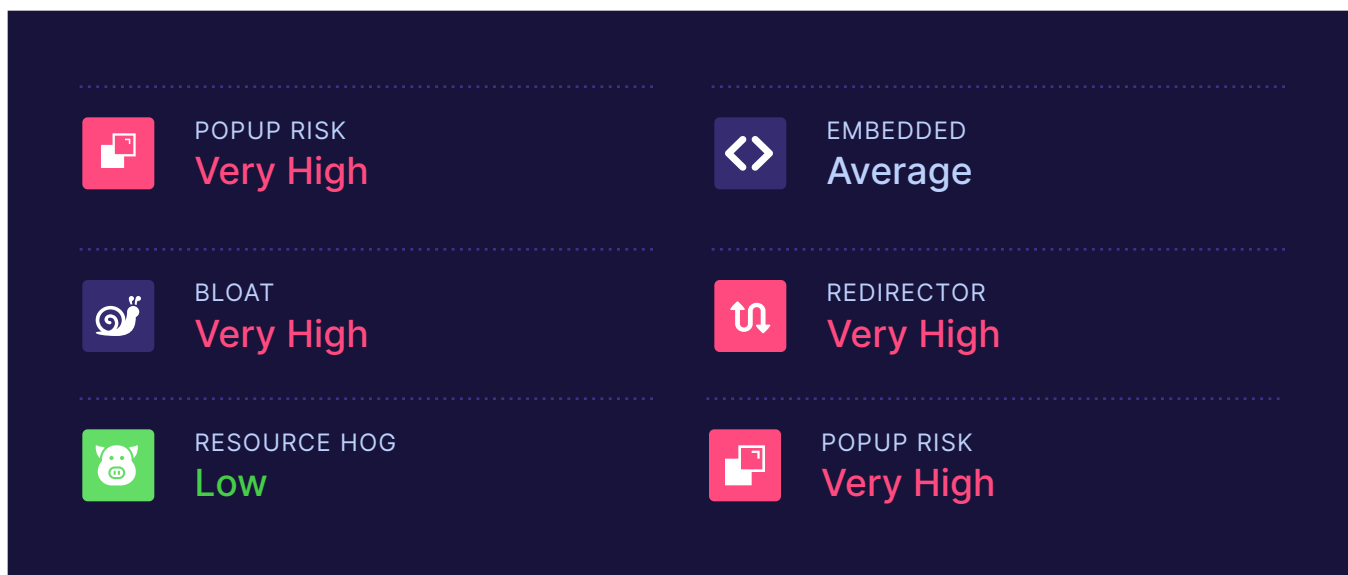 POPUP RISK
Very High
EMBEDDED
Average
BLOAT
Very High
REDIRECTOR
Very High
RESOURCE HOG
Low
POPUP RISK
Very High